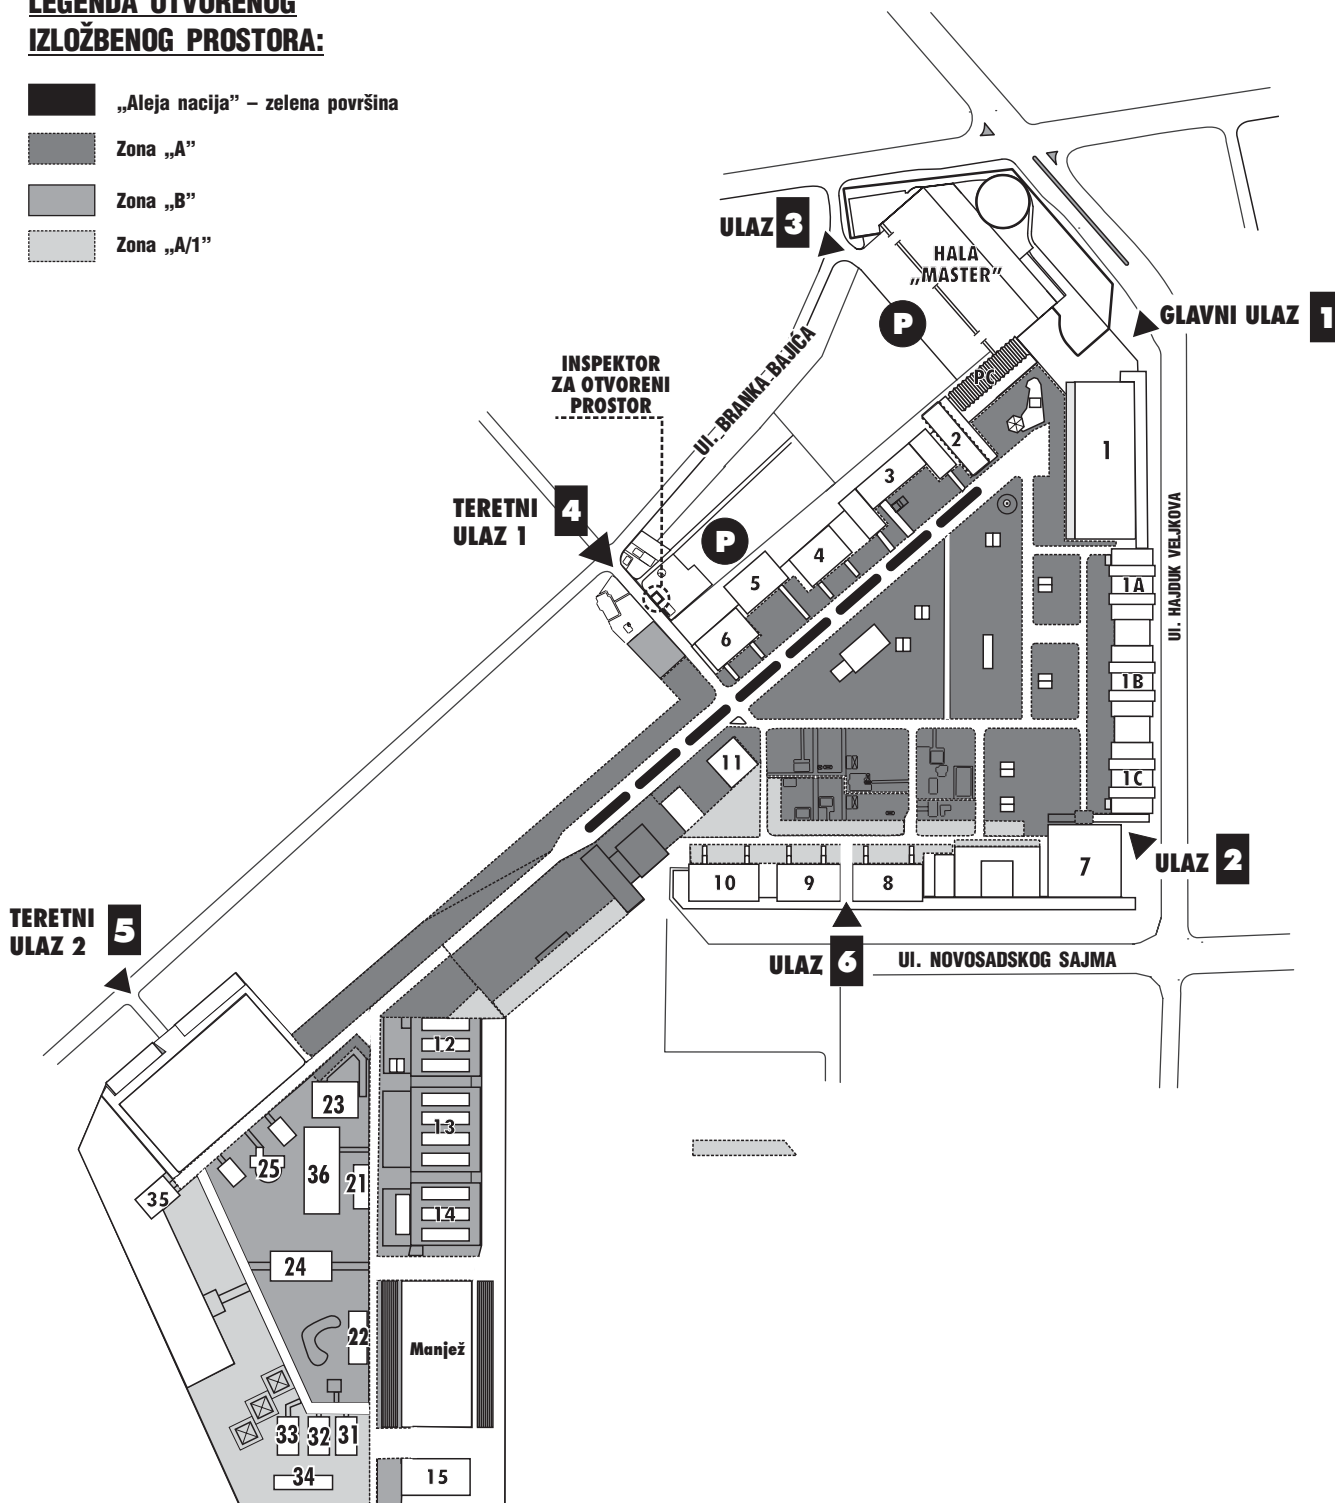 LEGENDA OTVORENOG
IZLOŽBENOG PROSTORA:
„Aleja nacija” – zelena površina
Zona „A”
Zona „B”
Zona „A/1”
ULAZ 3
HALA
„MASTER”
P
GLAVNI ULAZ 1
INSPEKTOR
ZA OTVORENI
PROSTOR
Ul. BRANKA BAJIĆA
PC
2
1
3
TERETNI
ULAZ 1
4
P
4
5
6
1A
Ul. HAJDUK VELJKOVA
1B
11
1C
ULAZ 2
7
10
9
8
TERETNI
ULAZ 2
5
ULAZ 6
Ul. NOVOSADSKOG SAJMA
12
23
13
25
36
21
35
14
24
22
Manjež
33
32
31
34
15